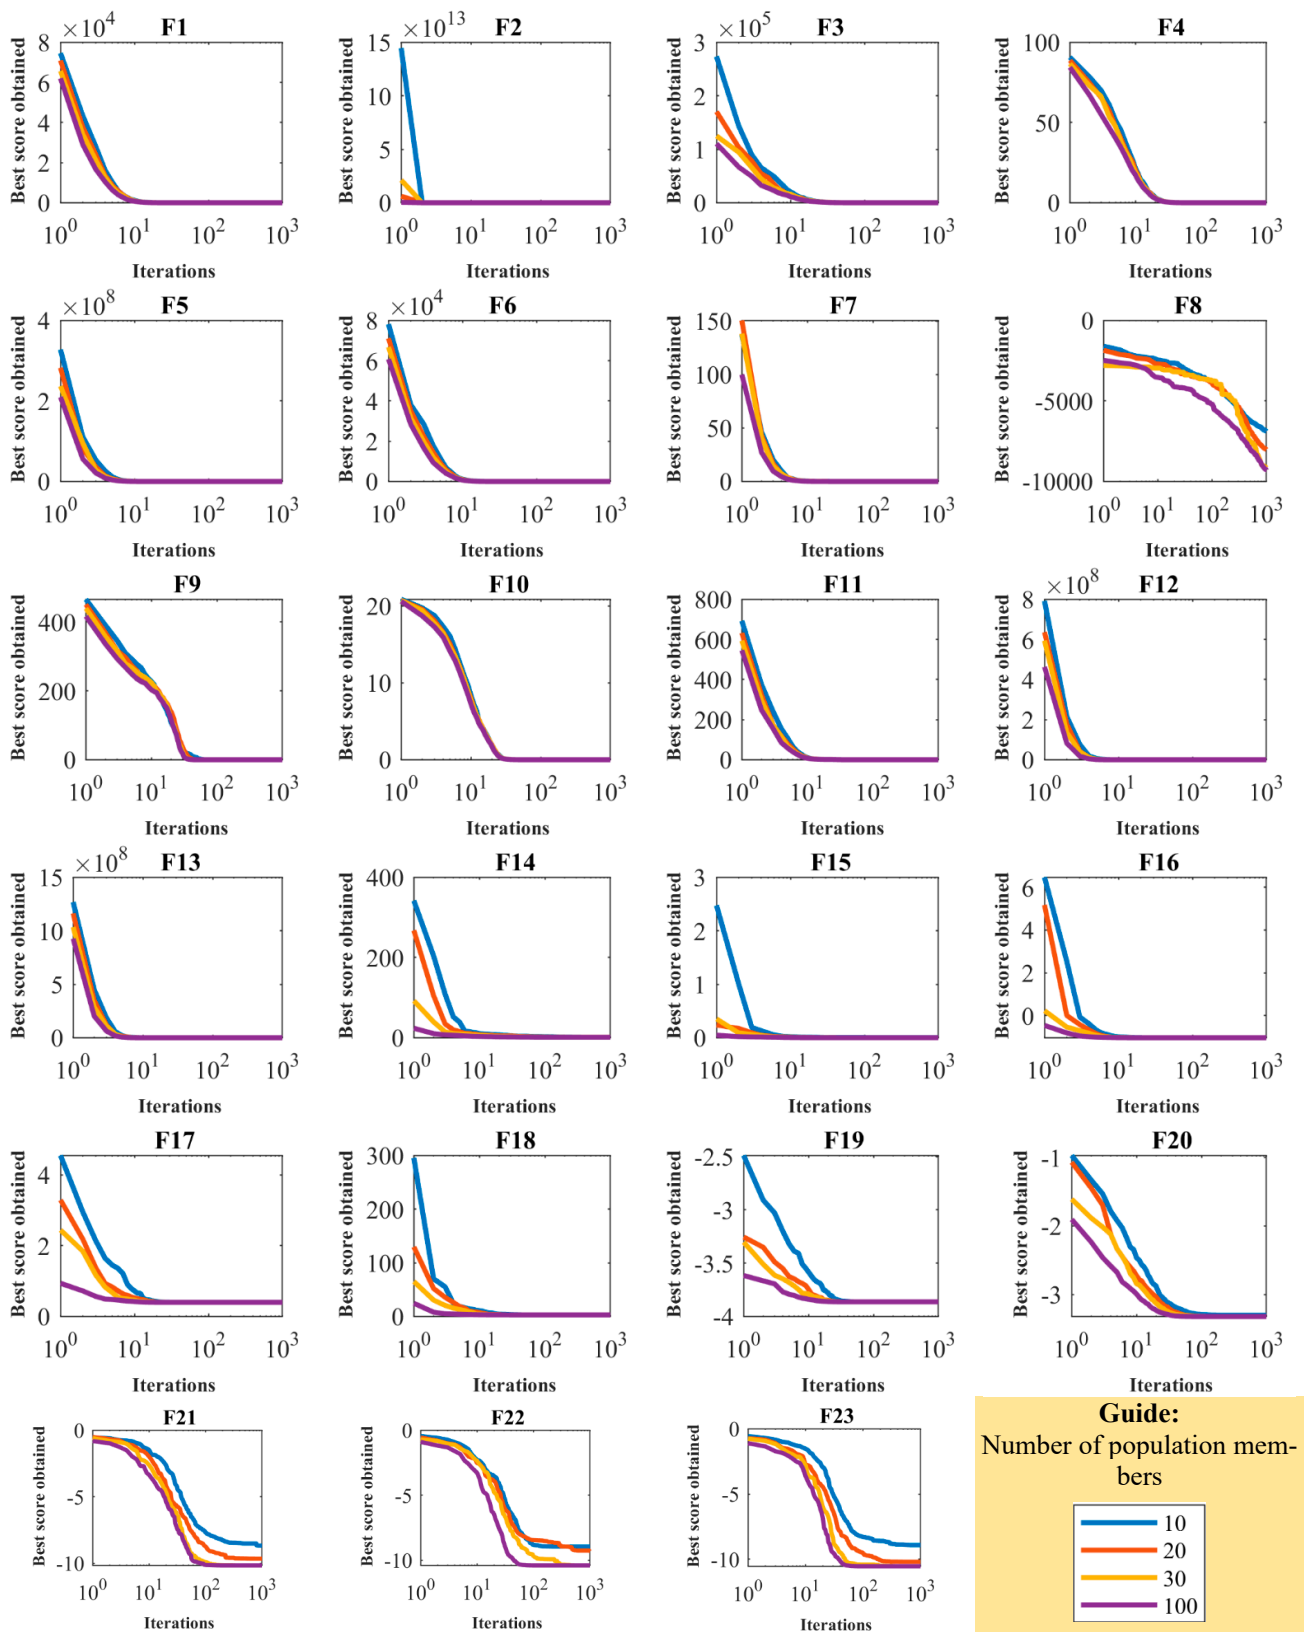 ×10^4 F1
Best score obtained
8
6
4
2
0
10^0 10^1 10^2 10^3
Iterations
×10^13 F2
Best score obtained
15
10
5
0
10^0 10^1 10^2 10^3
Iterations
×10^5 F3
Best score obtained
3
2
1
0
10^0 10^1 10^2 10^3
Iterations
F4
Best score obtained
100
50
0
10^0 10^1 10^2 10^3
Iterations
×10^8 F5
Best score obtained
4
2
0
10^0 10^1 10^2 10^3
Iterations
×10^4 F6
Best score obtained
8
6
4
2
0
10^0 10^1 10^2 10^3
Iterations
F7
Best score obtained
150
100
50
0
10^0 10^1 10^2 10^3
Iterations
F8
Best score obtained
0
-5000
-10000
10^0 10^1 10^2 10^3
Iterations
F9
Best score obtained
400
200
0
10^0 10^1 10^2 10^3
Iterations
F10
Best score obtained
20
10
0
10^0 10^1 10^2 10^3
Iterations
F11
Best score obtained
800
600
400
200
0
10^0 10^1 10^2 10^3
Iterations
×10^8 F12
Best score obtained
8
6
4
2
0
10^0 10^1 10^2 10^3
Iterations
×10^8 F13
Best score obtained
15
10
5
0
10^0 10^1 10^2 10^3
Iterations
F14
Best score obtained
400
200
0
10^0 10^1 10^2 10^3
Iterations
F15
Best score obtained
3
2
1
0
10^0 10^1 10^2 10^3
Iterations
F16
Best score obtained
6
4
2
0
10^0 10^1 10^2 10^3
Iterations
F17
Best score obtained
4
2
0
10^0 10^1 10^2 10^3
Iterations
F18
Best score obtained
300
200
100
0
10^0 10^1 10^2 10^3
Iterations
F19
Best score obtained
-2.5
-3
-3.5
-4
10^0 10^1 10^2 10^3
Iterations
F20
Best score obtained
-1
-2
-3
10^0 10^1 10^2 10^3
Iterations
F21
Best score obtained
0
-5
-10
10^0 10^1 10^2 10^3
Iterations
F22
Best score obtained
0
-5
-10
10^0 10^1 10^2 10^3
Iterations
F23
Best score obtained
0
-5
-10
10^0 10^1 10^2 10^3
Iterations
Guide:
Number of population mem-
bers
10
20
30
100